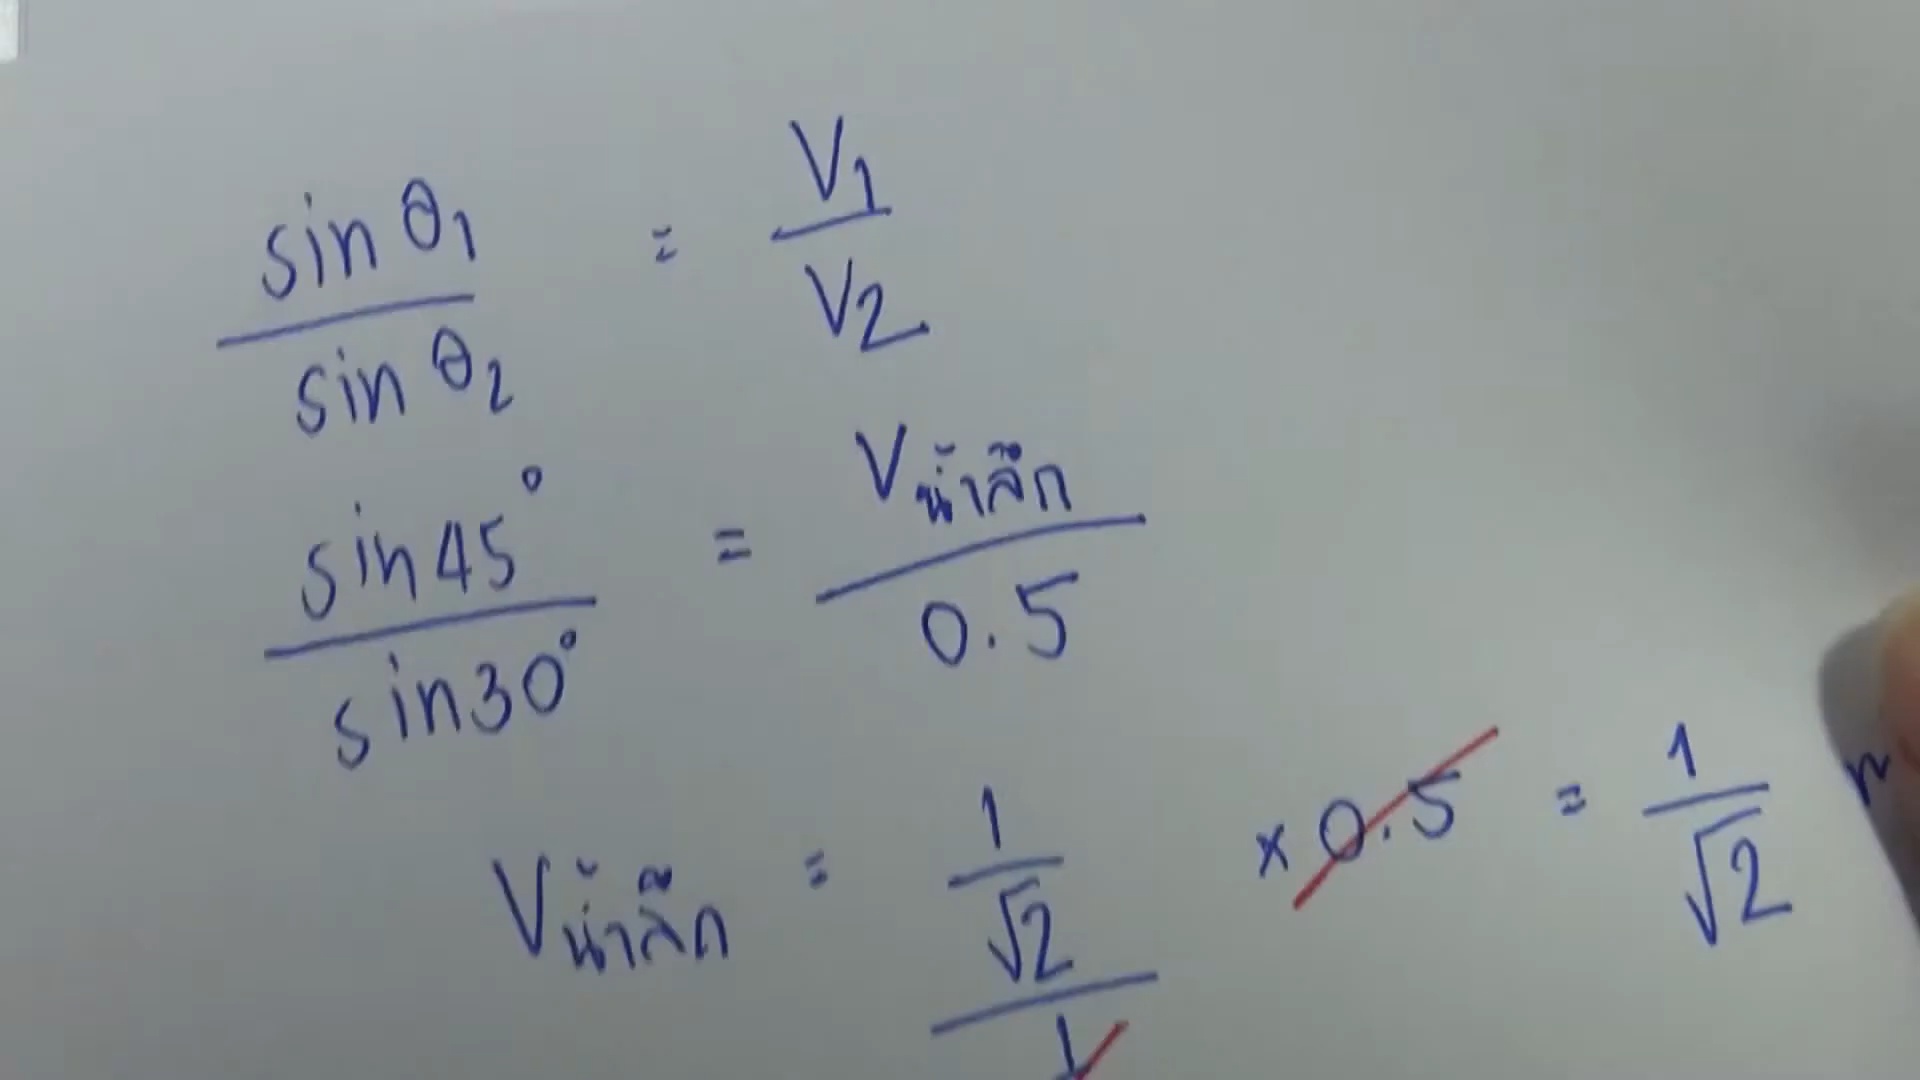 sin θ1 / sin θ2 = V1 / V2
sin 45° / sin 30° = Vน้ำลึก / 0.5
Vน้ำลึก = 1/√2 / 1 × 0.5 = 1/√2